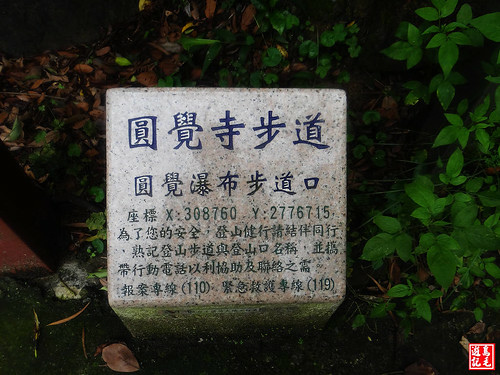 圓覺寺步道
圓覺瀑布步道口
座標 X:308760 Y:2776715
為了您的安全﹐登山健行請結伴同行
熟記登山步道與登山口名稱﹐並攜
帶行動電話以利協助及聯絡之需
報案專線(110)﹐緊急救護專線(119)